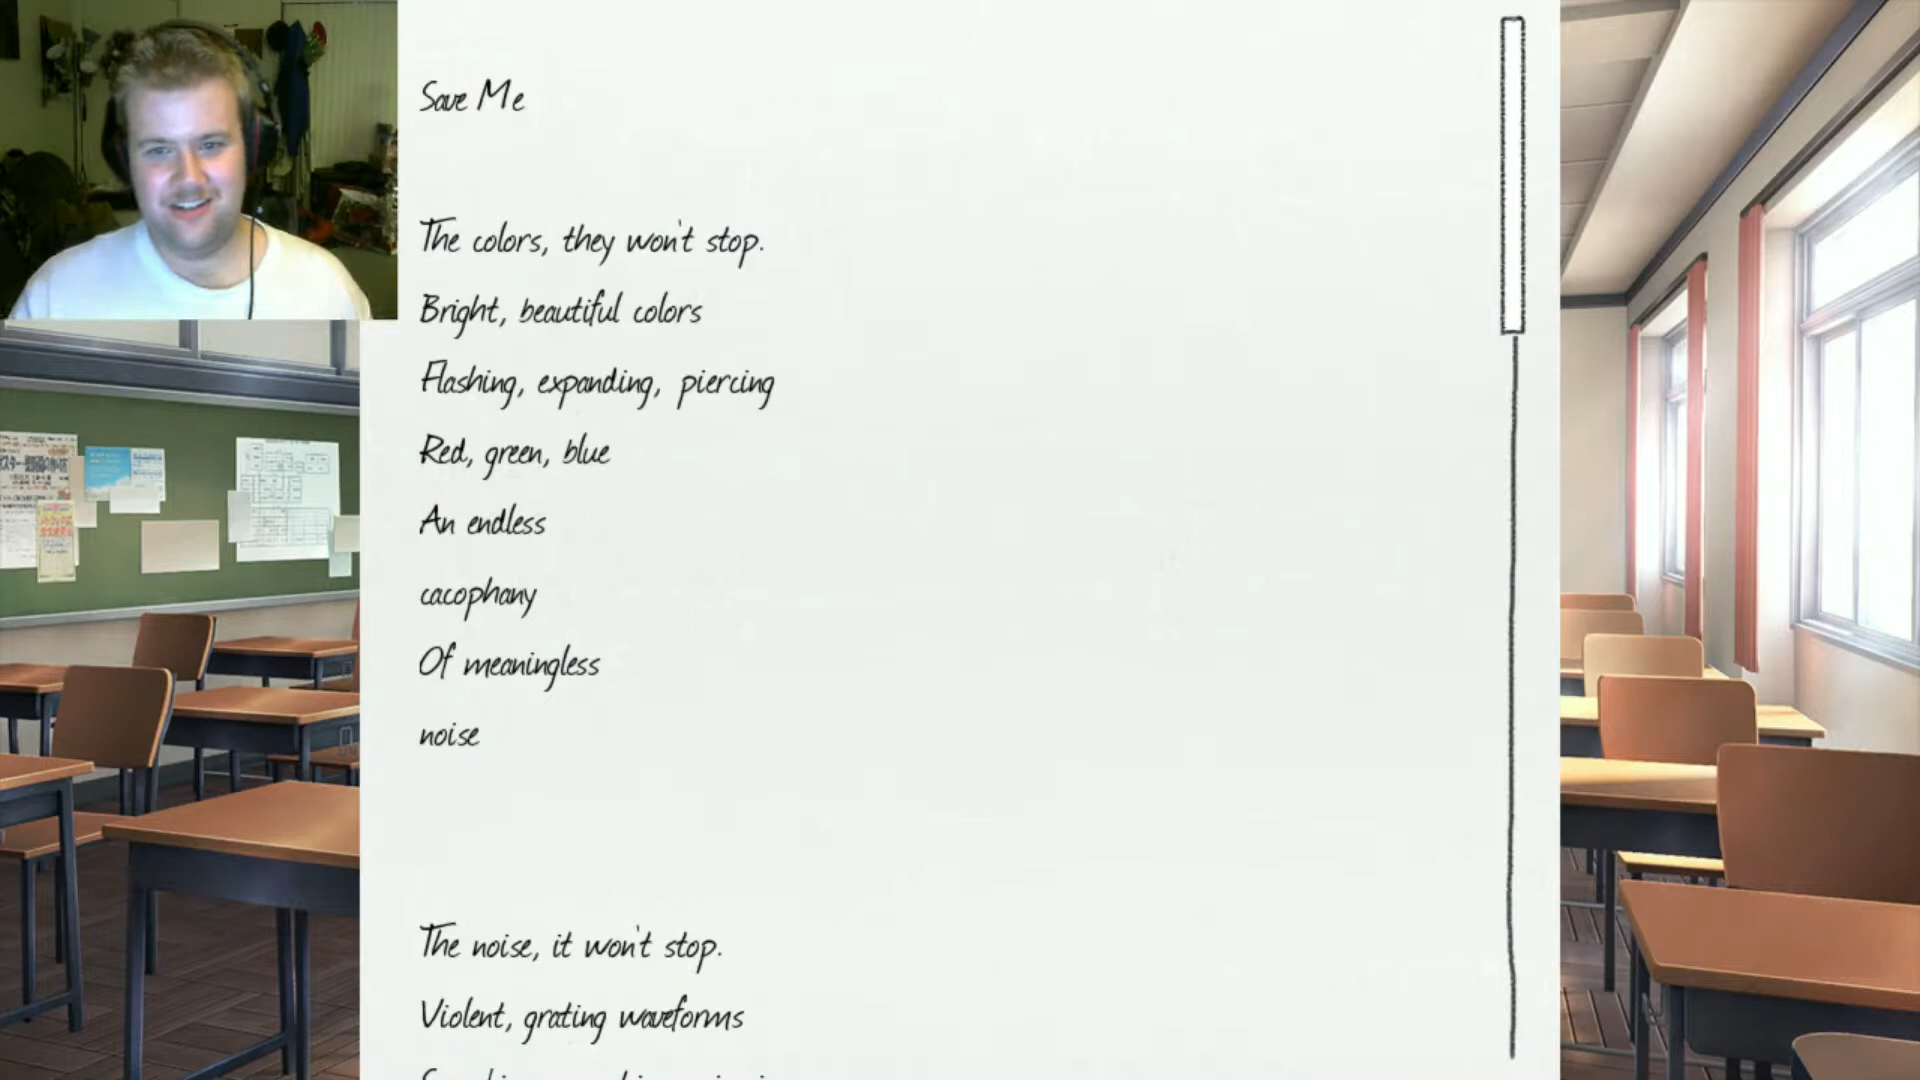 Save Me
The colors, they won't stop.
Bright, beautiful colors
Flashing, expanding, piercing
Red, green, blue
An endless
cacophany
Of meaningless
noise
The noise, it won't stop.
Violent, grating waveforms